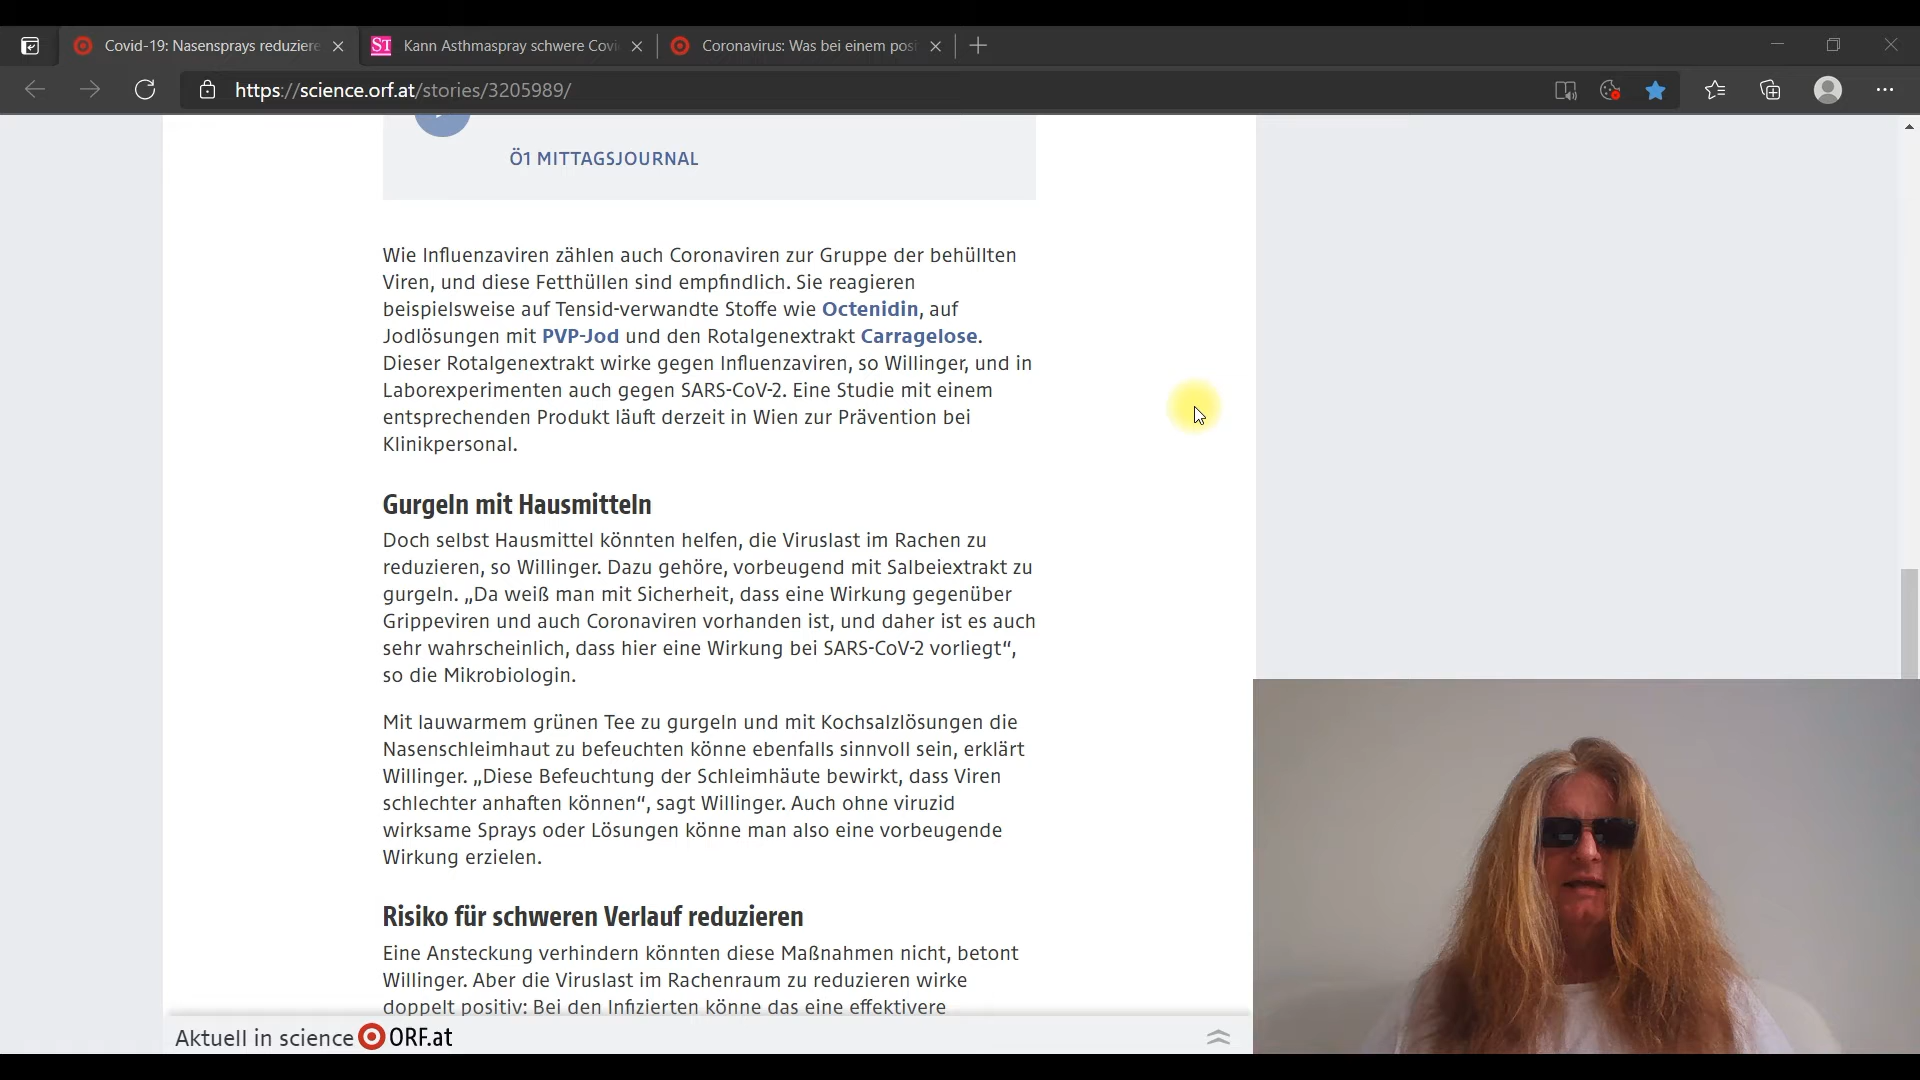 Covid-19: Nasensprays reduziere
ST
Kann Asthmaspray schwere Covi
Coronavirus: Was bei einem posi
https://science.orf.at/stories/3205989/
Ö1 MITTAGSJOURNAL
Wie Influenzaviren zählen auch Coronaviren zur Gruppe der behüllten
Viren, und diese Fetthüllen sind empfindlich. Sie reagieren
beispielsweise auf Tensid-verwandte Stoffe wie Octenidin, auf
Jodlösungen mit PVP-Jod und den Rotalgenextrakt Carragelose.
Dieser Rotalgenextrakt wirke gegen Influenzaviren, so Willinger, und in
Laborexperimenten auch gegen SARS-CoV-2. Eine Studie mit einem
entsprechenden Produkt läuft derzeit in Wien zur Prävention bei
Klinikpersonal.
Gurgeln mit Hausmitteln
Doch selbst Hausmittel könnten helfen, die Viruslast im Rachen zu
reduzieren, so Willinger. Dazu gehöre, vorbeugend mit Salbeiextrakt zu
gurgeln. „Da weiß man mit Sicherheit, dass eine Wirkung gegenüber
Grippeviren und auch Coronaviren vorhanden ist, und daher ist es auch
sehr wahrscheinlich, dass hier eine Wirkung bei SARS-CoV-2 vorliegt“,
so die Mikrobiologin.
Mit lauwarmem grünen Tee zu gurgeln und mit Kochsalzlösungen die
Nasenschleimhaut zu befeuchten könne ebenfalls sinnvoll sein, erklärt
Willinger. „Diese Befeuchtung der Schleimhäute bewirkt, dass Viren
schlechter anhaften können“, sagt Willinger. Auch ohne viruzid
wirksame Sprays oder Lösungen könne man also eine vorbeugende
Wirkung erzielen.
Risiko für schweren Verlauf reduzieren
Eine Ansteckung verhindern könnten diese Maßnahmen nicht, betont
Willinger. Aber die Viruslast im Rachenraum zu reduzieren wirke
doppelt positiv: Bei den Infizierten könne das eine effektivere
Aktuell in science ORF.at